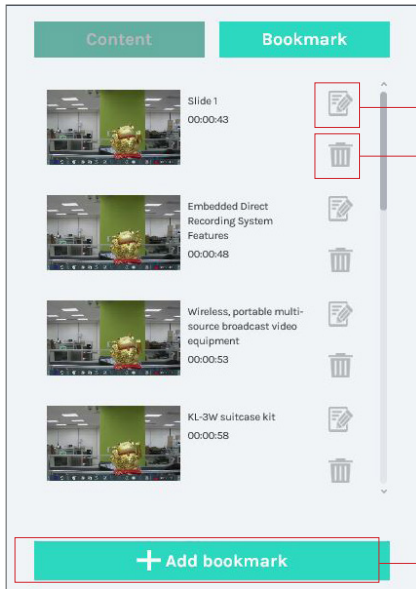 Content
Bookmark
Slide 1
00:00:43
Embedded Direct
Recording System
Features
00:00:48
Wireless, portable multi-
source broadcast video
equipment
00:00:53
KL-3W suitcase kit
00:00:58
Add bookmark